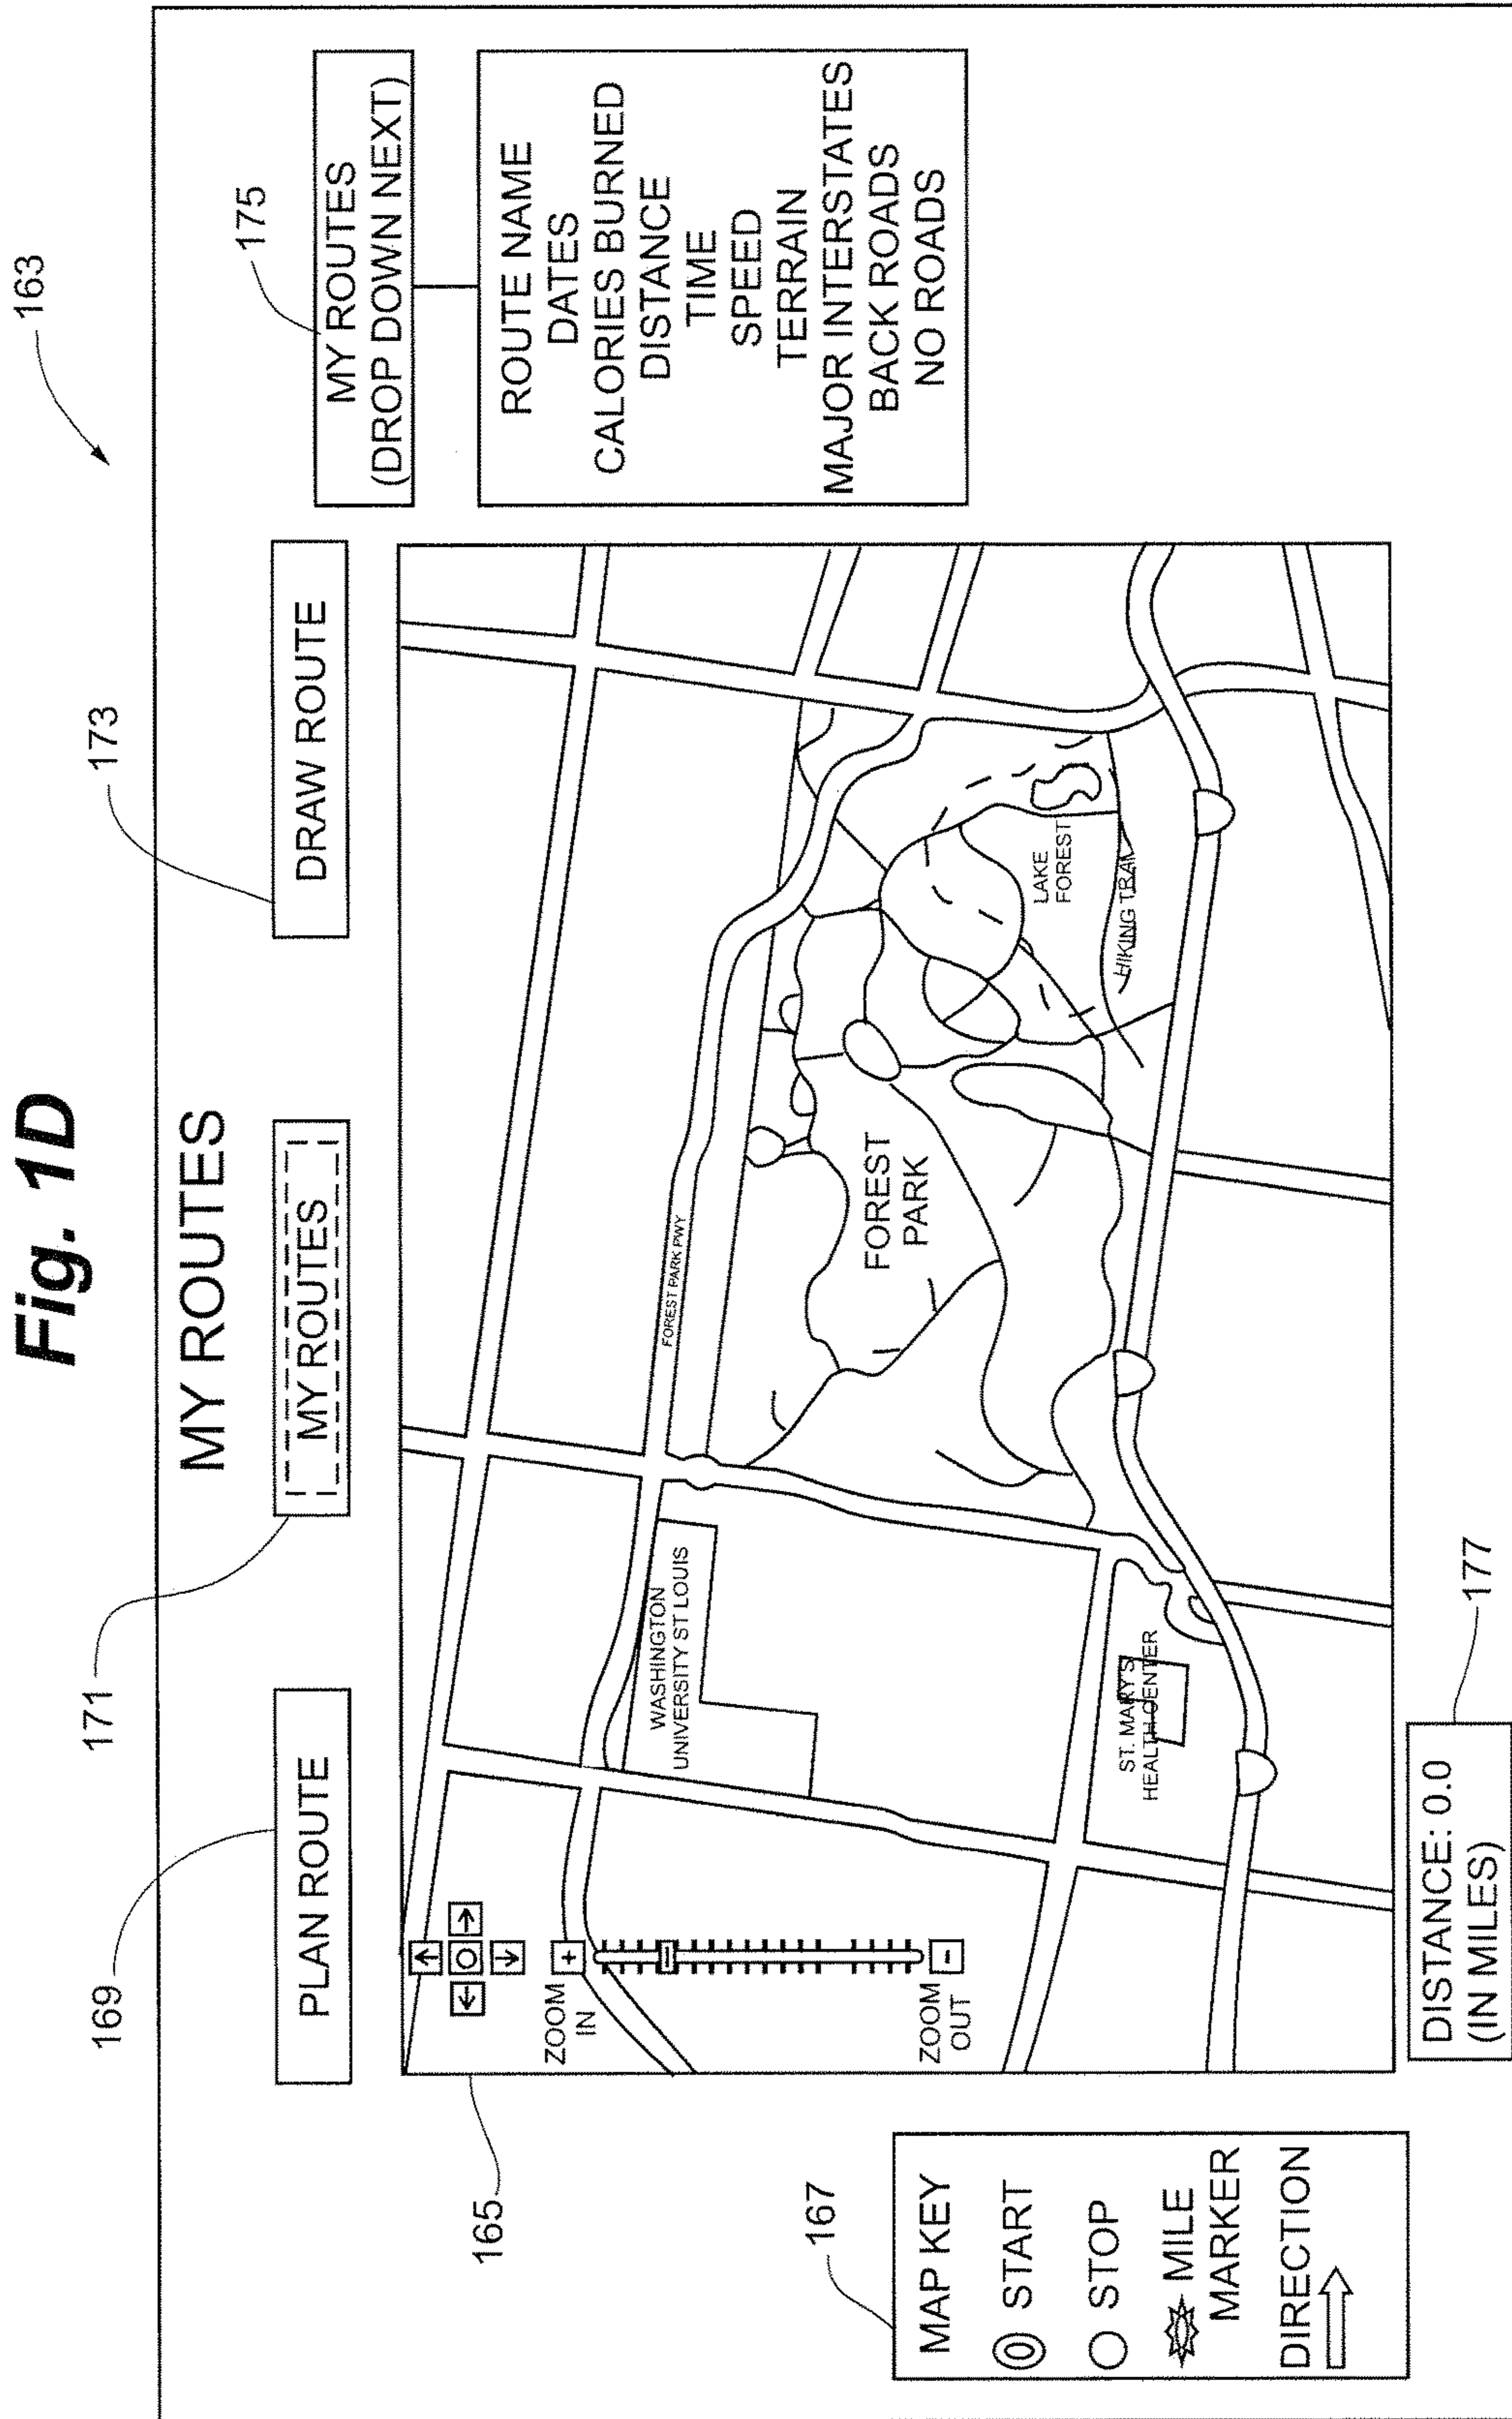 Fig. 1D
163
MY ROUTES
169
171
173
175
PLAN ROUTE
MY ROUTES
DRAW ROUTE
MY ROUTES
(DROP DOWN NEXT)
ROUTE NAME
DATES
CALORIES BURNED
DISTANCE
TIME
SPEED
TERRAIN
MAJOR INTERSTATES
BACK ROADS
NO ROADS
165
+
ZOOM
IN
-
ZOOM
OUT
WASHINGTON
UNIVERSITY ST LOUIS
FOREST PARK PWY
FOREST
PARK
LAKE
FOREST
HIKING TRAIL
ST. MARY'S
HEALTH CENTER
167
MAP KEY
START
STOP
MILE
MARKER
DIRECTION
DISTANCE: 0.0
(IN MILES)
177